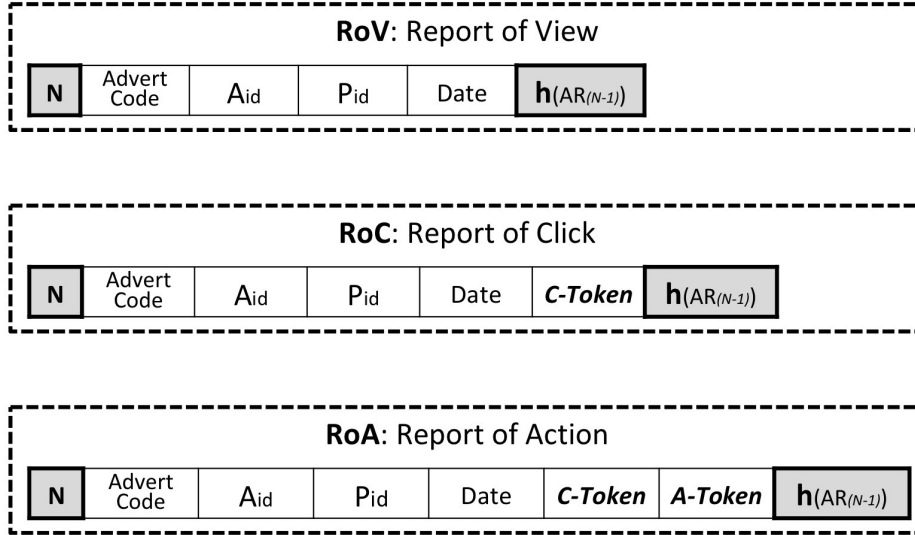 RoV: Report of View
N Advert Code Aid Pid Date h(AR(N-1))
RoC: Report of Click
N Advert Code Aid Pid Date C-Token h(AR(N-1))
RoA: Report of Action
N Advert Code Aid Pid Date C-Token A-Token h(AR(N-1))